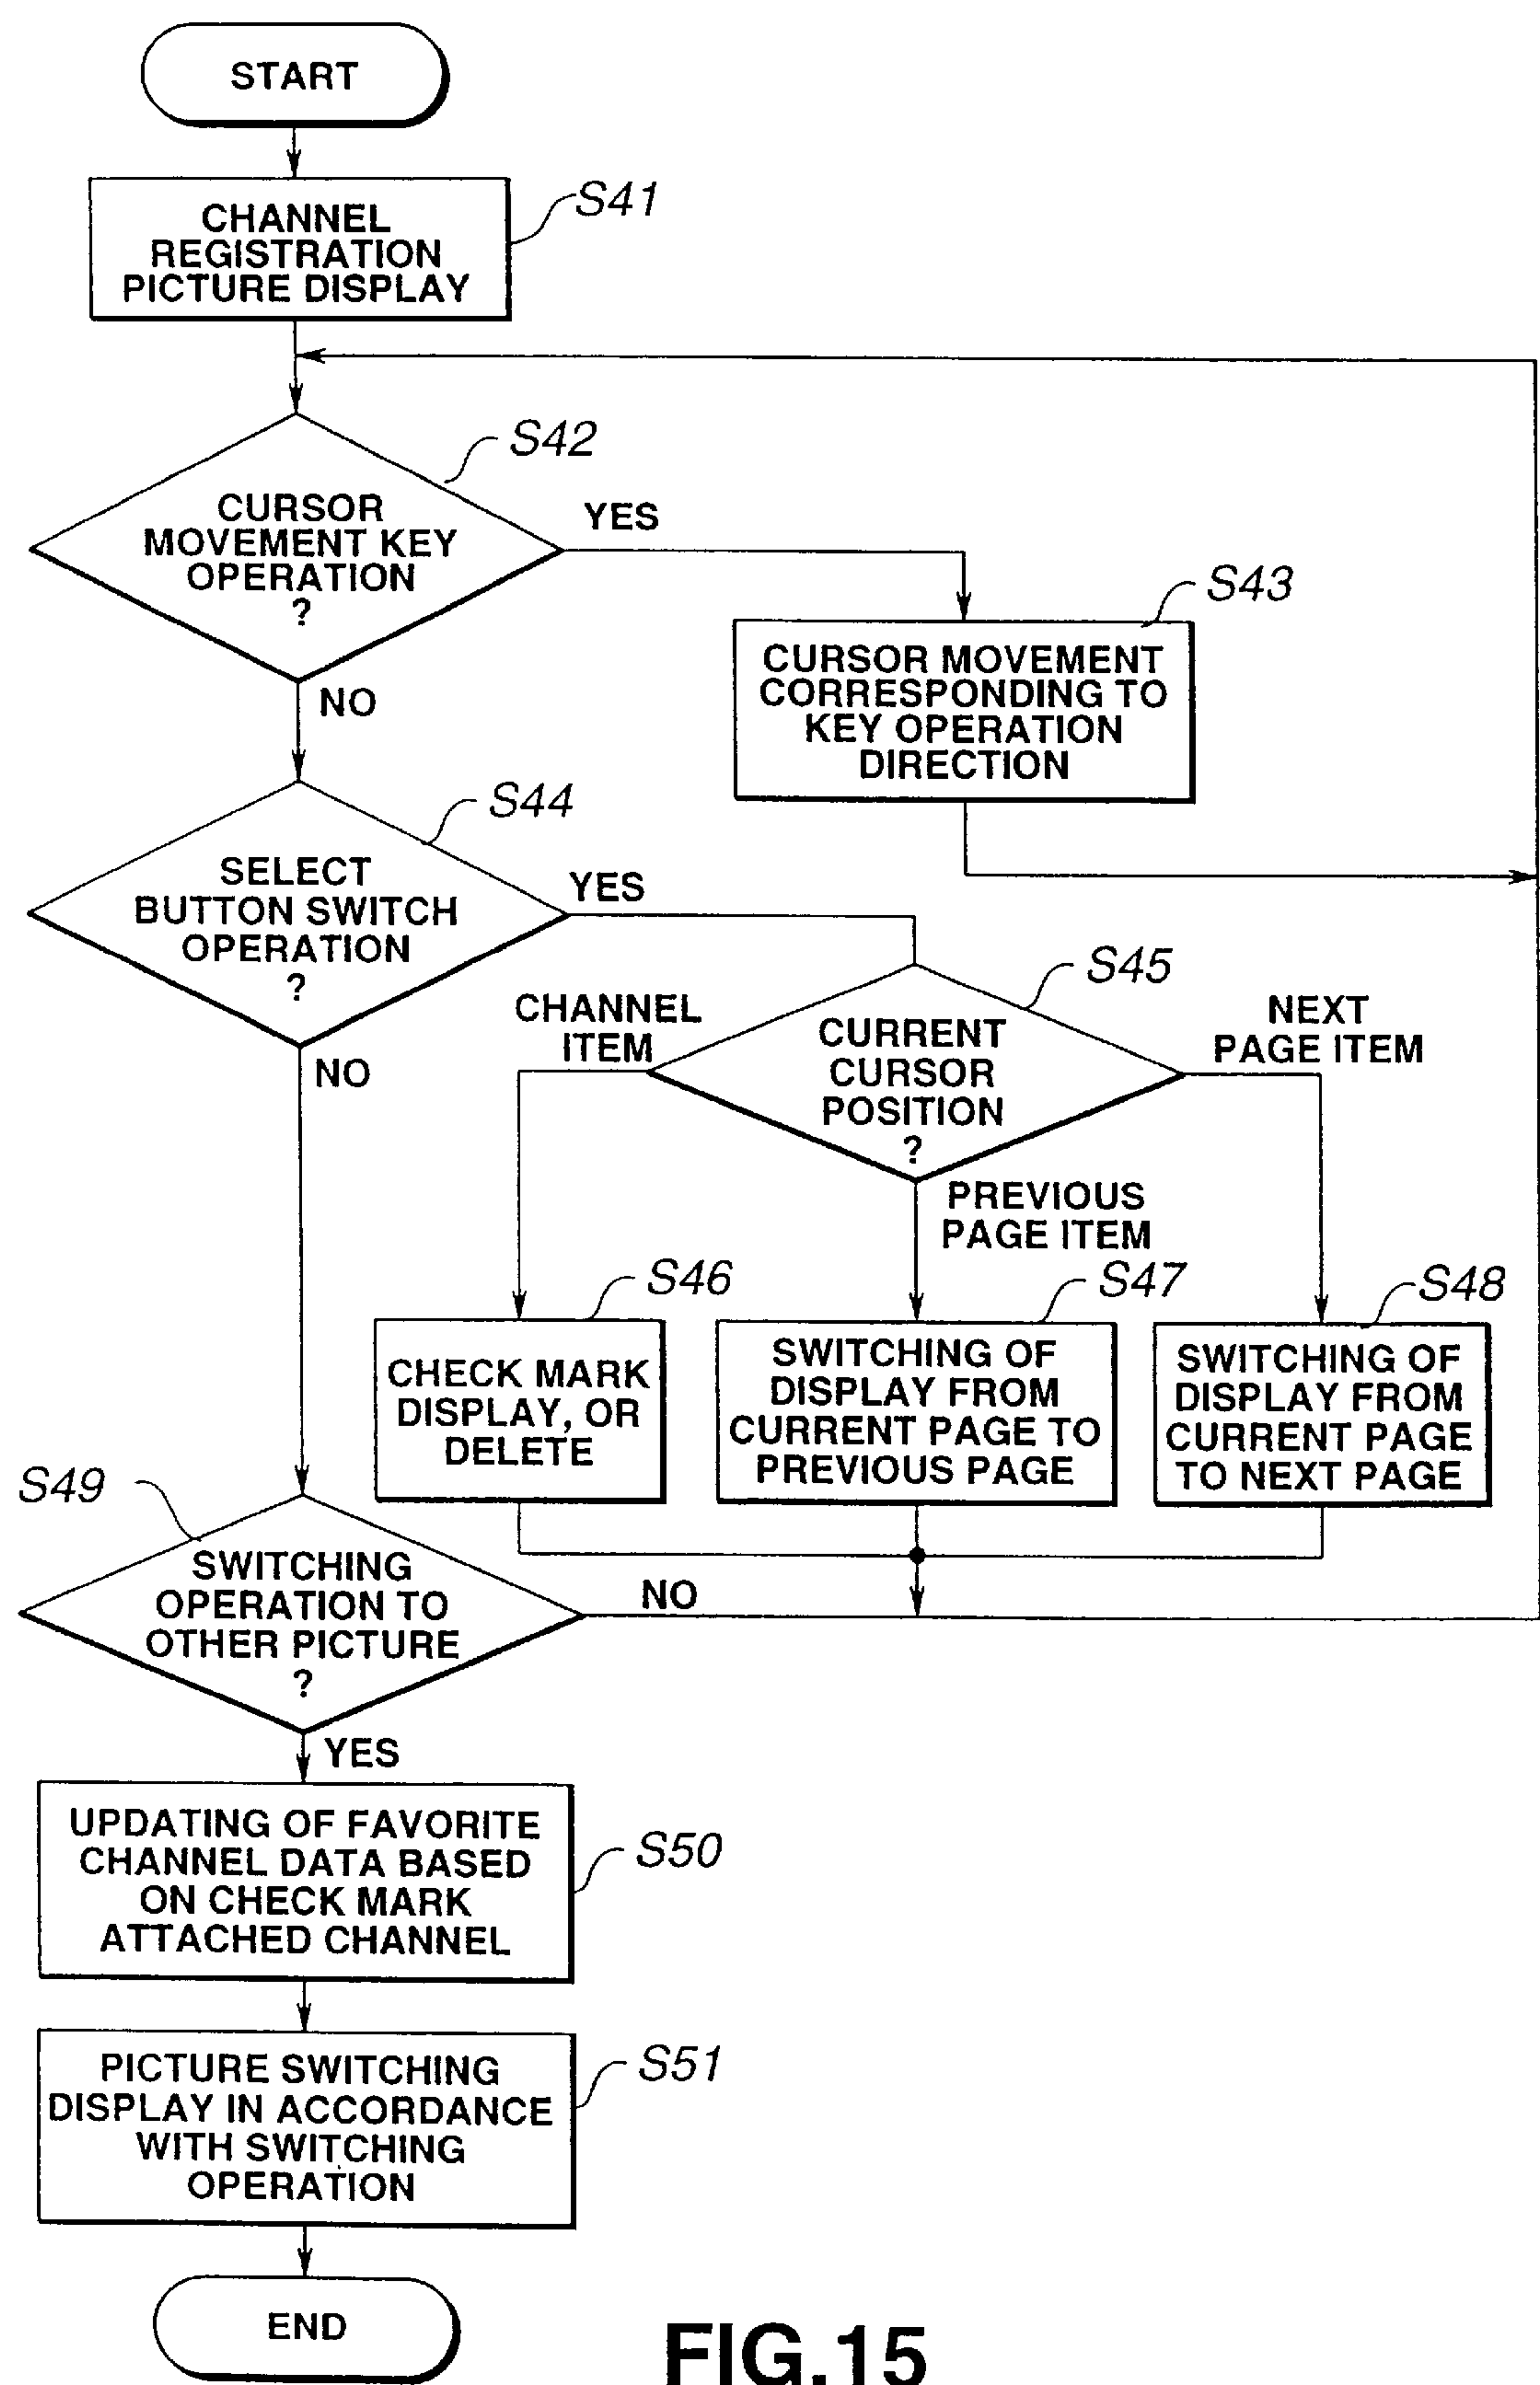 START
CHANNEL
REGISTRATION
PICTURE DISPLAY
S41
S42
CURSOR
MOVEMENT KEY
OPERATION
?
YES
NO
S43
CURSOR MOVEMENT
CORRESPONDING TO
KEY OPERATION
DIRECTION
S44
SELECT
BUTTON SWITCH
OPERATION
?
YES
NO
S45
CURRENT
CURSOR
POSITION
?
CHANNEL
ITEM
NEXT
PAGE ITEM
PREVIOUS
PAGE ITEM
S46
CHECK MARK
DISPLAY, OR
DELETE
S47
SWITCHING OF
DISPLAY FROM
CURRENT PAGE TO
PREVIOUS PAGE
S48
SWITCHING OF
DISPLAY FROM
CURRENT PAGE
TO NEXT PAGE
S49
SWITCHING
OPERATION TO
OTHER PICTURE
?
NO
YES
UPDATING OF FAVORITE
CHANNEL DATA BASED
ON CHECK MARK
ATTACHED CHANNEL
S50
PICTURE SWITCHING
DISPLAY IN ACCORDANCE
WITH SWITCHING
OPERATION
S51
END
FIG.15